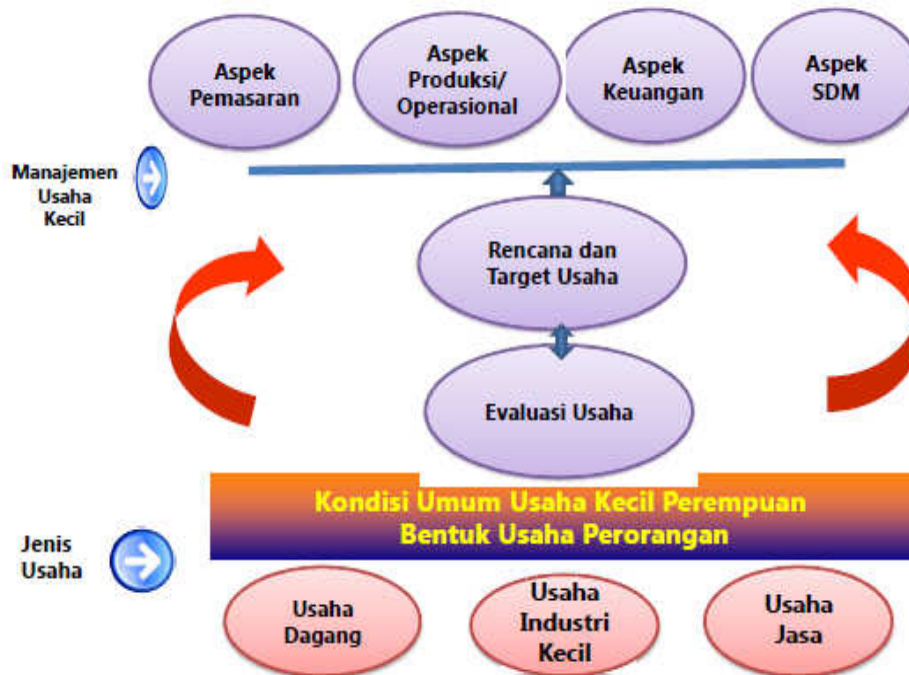 Aspek
Pemasaran
Aspek
Produksi/
Operasional
Aspek
Keuangan
Aspek
SDM
Manajemen
Usaha
Kecil
Rencana dan
Target Usaha
Evaluasi Usaha
Kondisi Umum Usaha Kecil Perempuan
Bentuk Usaha Perorangan
Jenis
Usaha
Usaha
Dagang
Usaha
Industri
Kecil
Usaha
Jasa